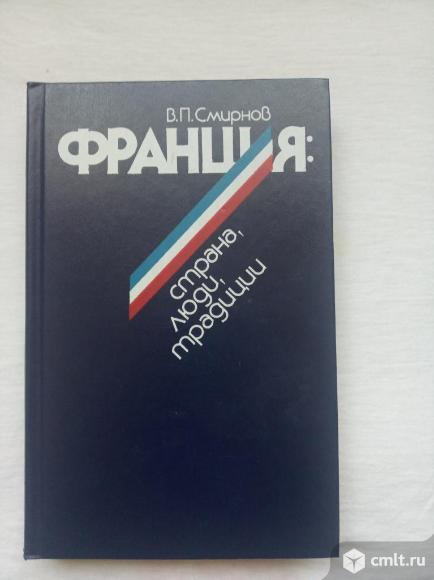 В.П.Смирнов
ФРАНЦИЯ:
страна,
люди,
традиции
cmlt.ru